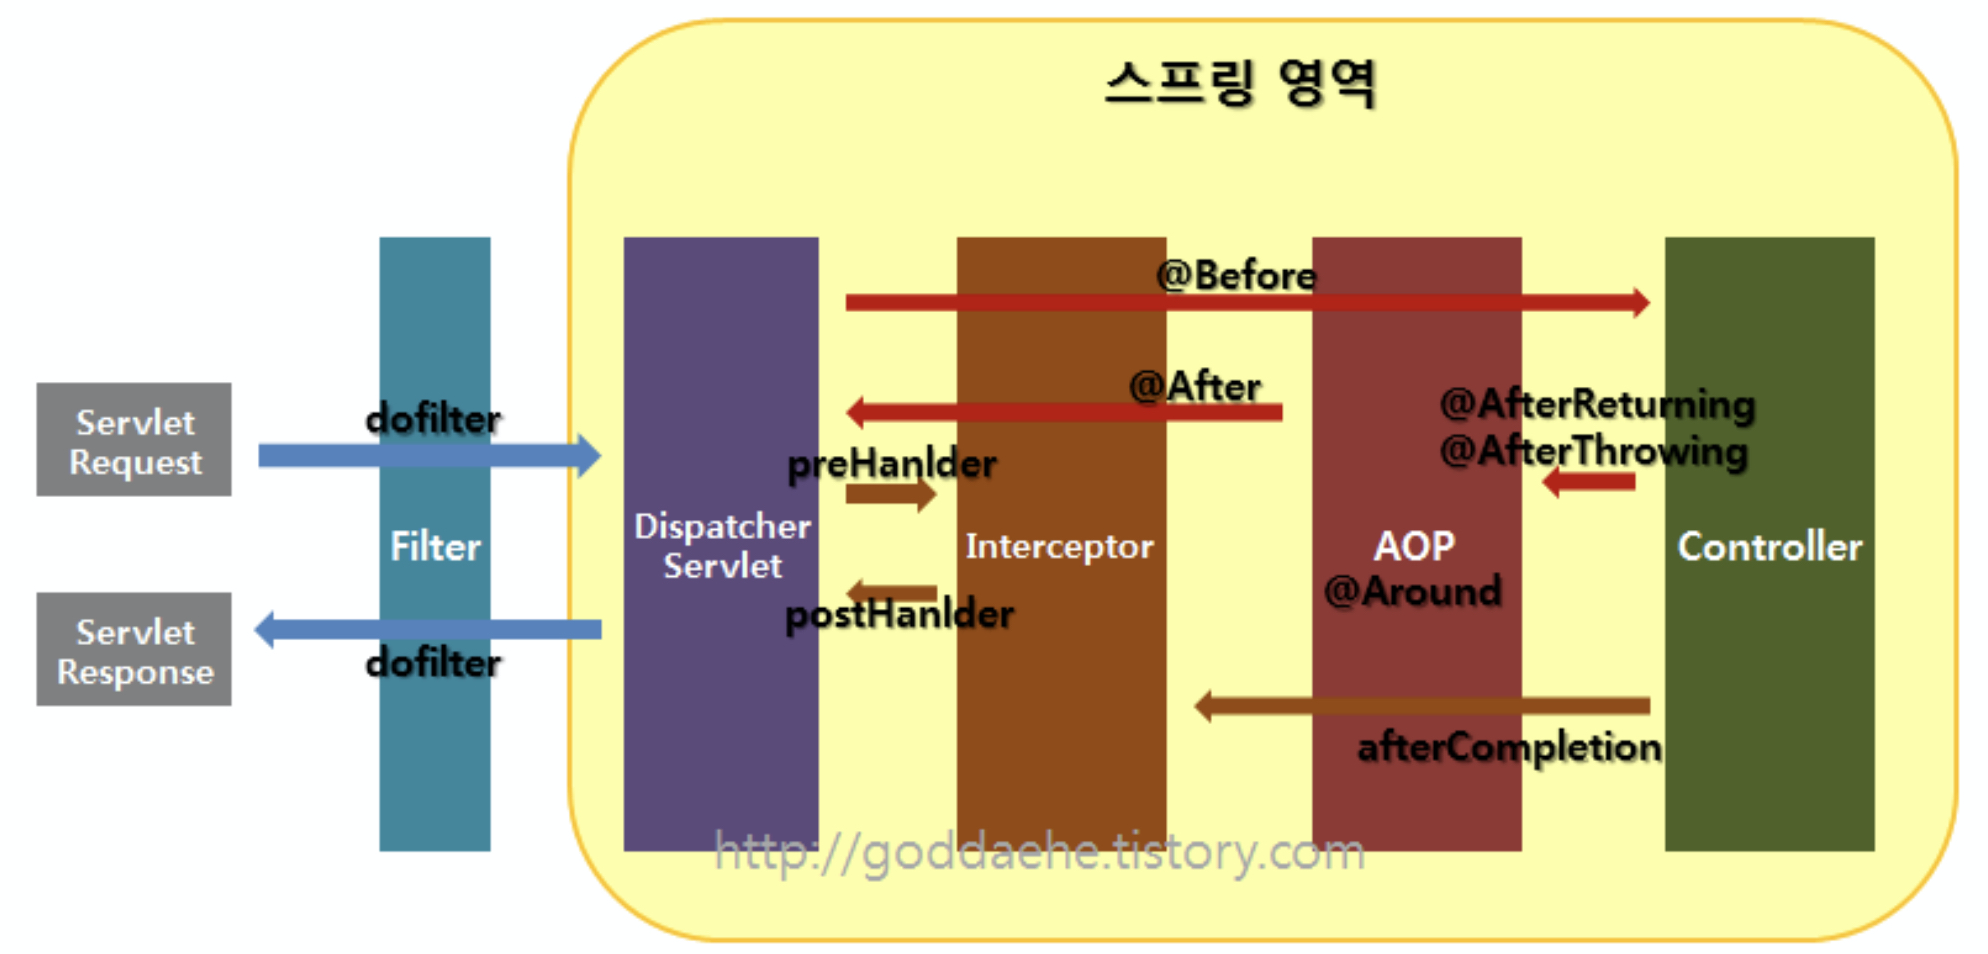 스프링 영역
@Before
@After
@AfterReturning
@AfterThrowing
dofilter
Servlet
Request
preHanlder
Filter
Dispatcher
Servlet
Interceptor
AOP
@Around
Controller
postHanlder
Servlet
Response
dofilter
afterCompletion
http://goddaehe.tistory.com